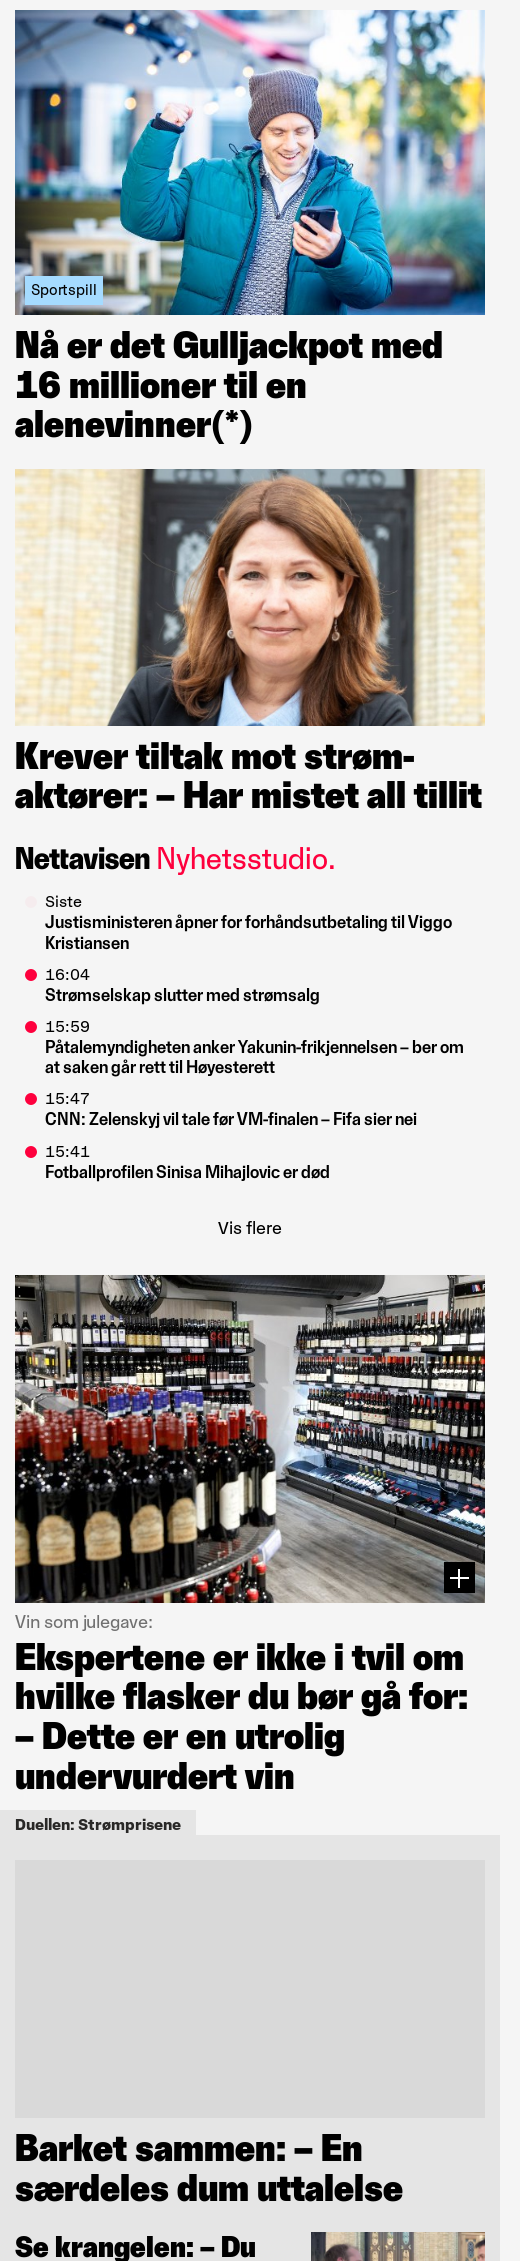 Sportspill
Nå er det Gulljackpot med
16 millioner til en
alenevinner(*)
Krever tiltak mot strøm-
aktører: – Har mistet all tillit
Nettavisen Nyhetsstudio.
Siste
Justisministeren åpner for forhåndsutbetaling til Viggo
Kristiansen
16:04
Strømselskap slutter med strømsalg
15:59
Påtalemyndigheten anker Yakunin-frikjennelsen – ber om
at saken går rett til Høyesterett
15:47
CNN: Zelenskyj vil tale før VM-finalen – Fifa sier nei
15:41
Fotballprofilen Sinisa Mihajlovic er død
Vis flere
Vin som julegave:
Ekspertene er ikke i tvil om
hvilke flasker du bør gå for:
– Dette er en utrolig
undervurdert vin
Duellen: Strømprisene
Barket sammen: – En
særdeles dum uttalelse
Se krangelen: – Du